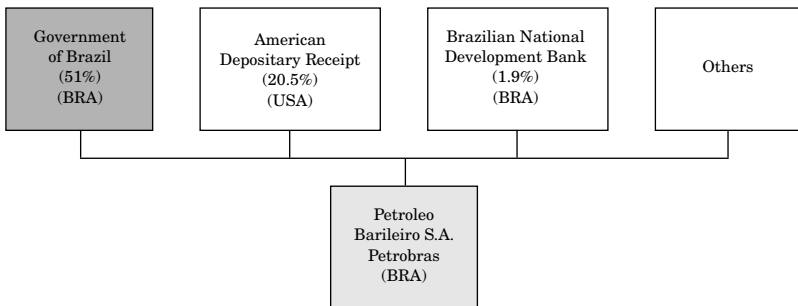 Government
of Brazil
(51%)
(BRA)
American
Depositary Receipt
(20.5%)
(USA)
Brazilian National
Development Bank
(1.9%)
(BRA)
Others
Petroleo
Barileiro S.A.
Petrobras
(BRA)